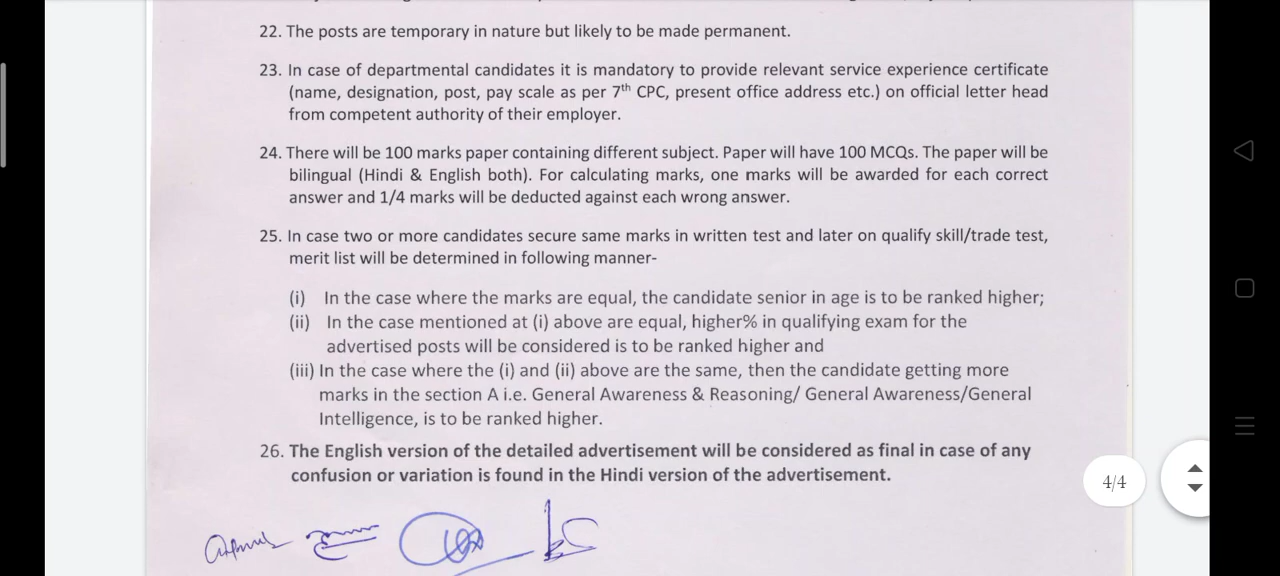 22. The posts are temporary in nature but likely to be made permanent.
23. In case of departmental candidates it is mandatory to provide relevant service experience certificate
(name, designation, post, pay scale as per 7th CPC, present office address etc.) on official letter head
from competent authority of their employer.
24. There will be 100 marks paper containing different subject. Paper will have 100 MCQs. The paper will be
bilingual (Hindi & English both). For calculating marks, one marks will be awarded for each correct
answer and 1/4 marks will be deducted against each wrong answer.
25. In case two or more candidates secure same marks in written test and later on qualify skill/trade test,
merit list will be determined in following manner-
(i) In the case where the marks are equal, the candidate senior in age is to be ranked higher;
(ii) In the case mentioned at (i) above are equal, higher% in qualifying exam for the
advertised posts will be considered is to be ranked higher and
(iii) In the case where the (i) and (ii) above are the same, then the candidate getting more
marks in the section A i.e. General Awareness & Reasoning/ General Awareness/General
Intelligence, is to be ranked higher.
26. The English version of the detailed advertisement will be considered as final in case of any
confusion or variation is found in the Hindi version of the advertisement.
4/4